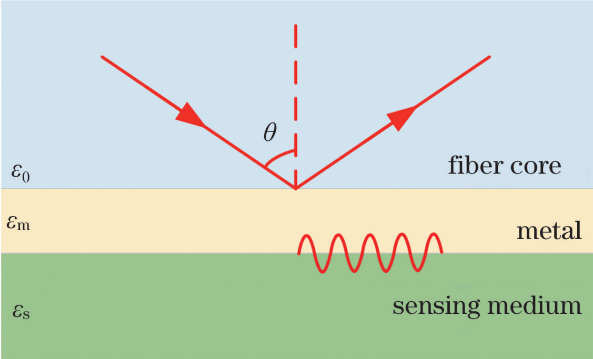 θ
fiber core
ε0
εm
metal
εs
sensing medium